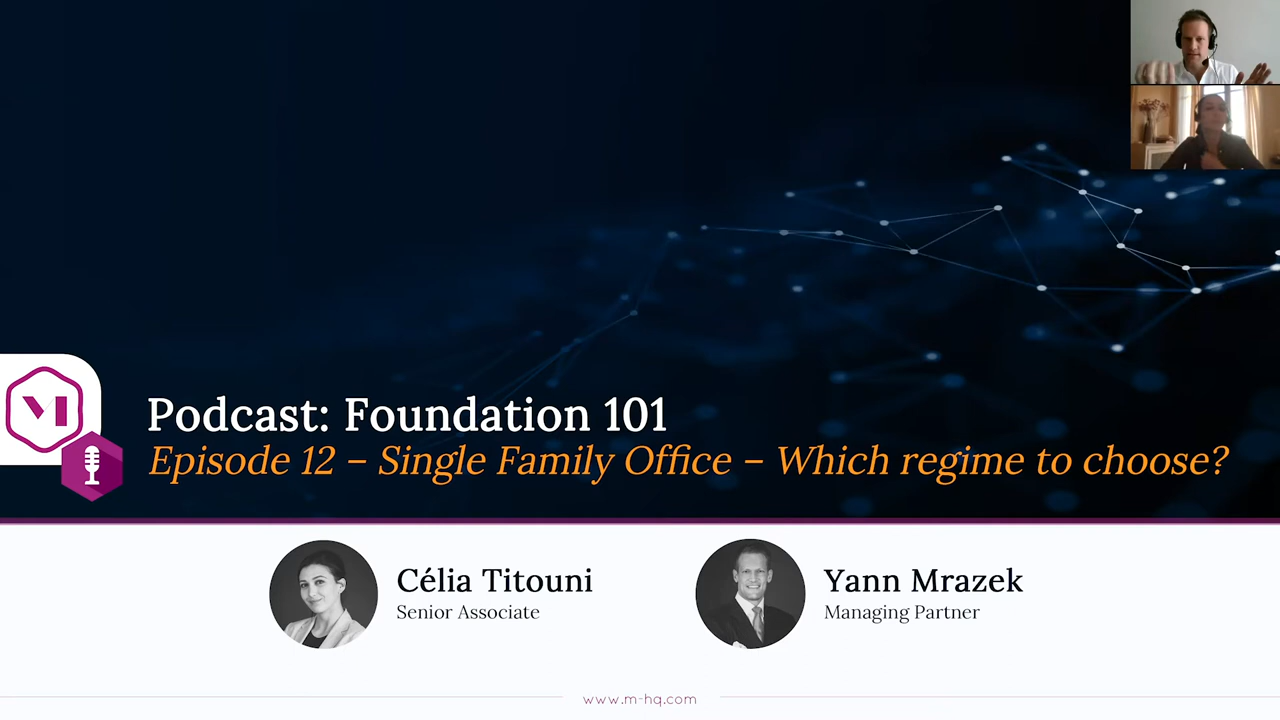 Podcast: Foundation 101
Episode 12 – Single Family Office – Which regime to choose?
Célia Titouni
Senior Associate
Yann Mrazek
Managing Partner
www.m-hq.com